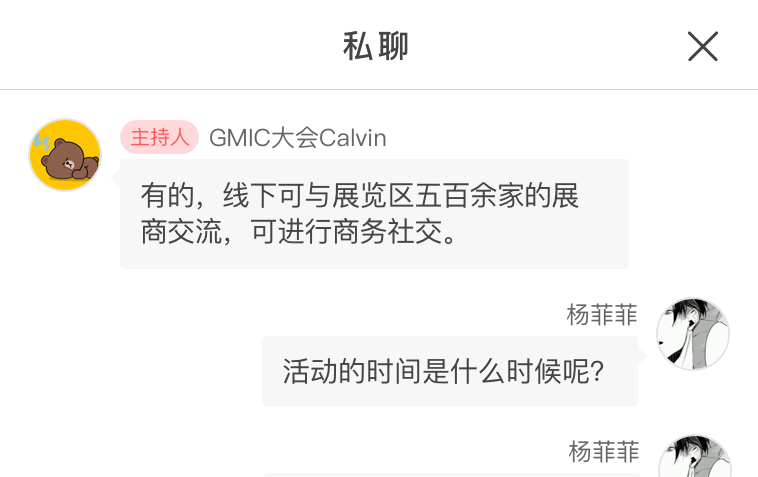 私聊
主持人 GMIC大会Calvin
有的，线下可与展览区五百余家的展
商交流，可进行商务社交。
杨菲菲
活动的时间是什么时候呢？
杨菲菲